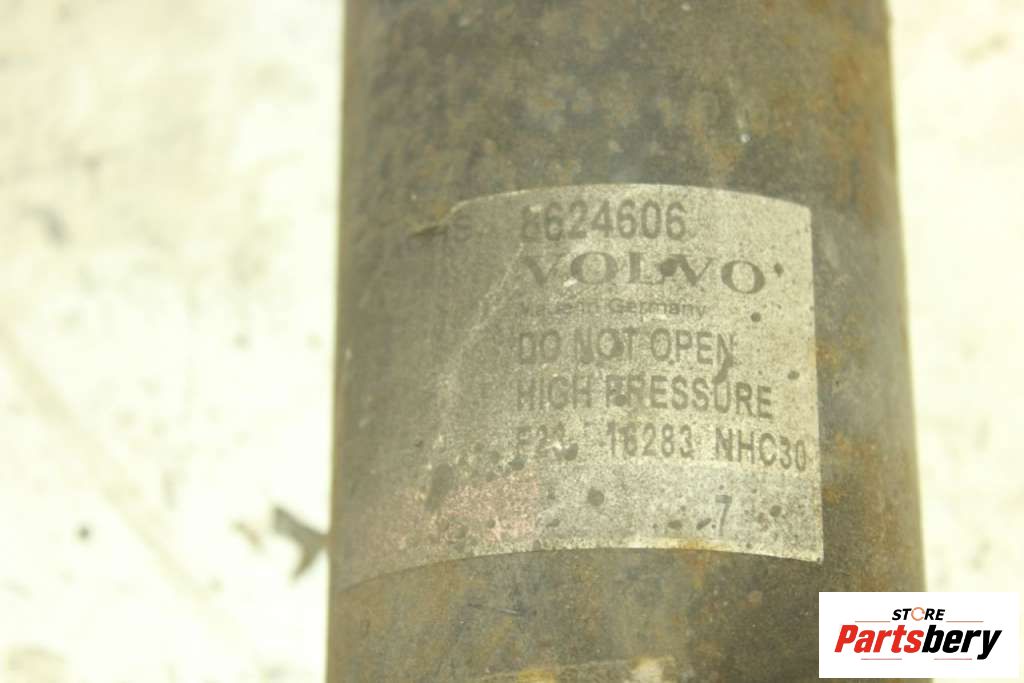 8624606
VOLVO
Made in Germany
DO NOT OPEN
HIGH PRESSURE
16283 NHC30
7
STORE
Partsbery